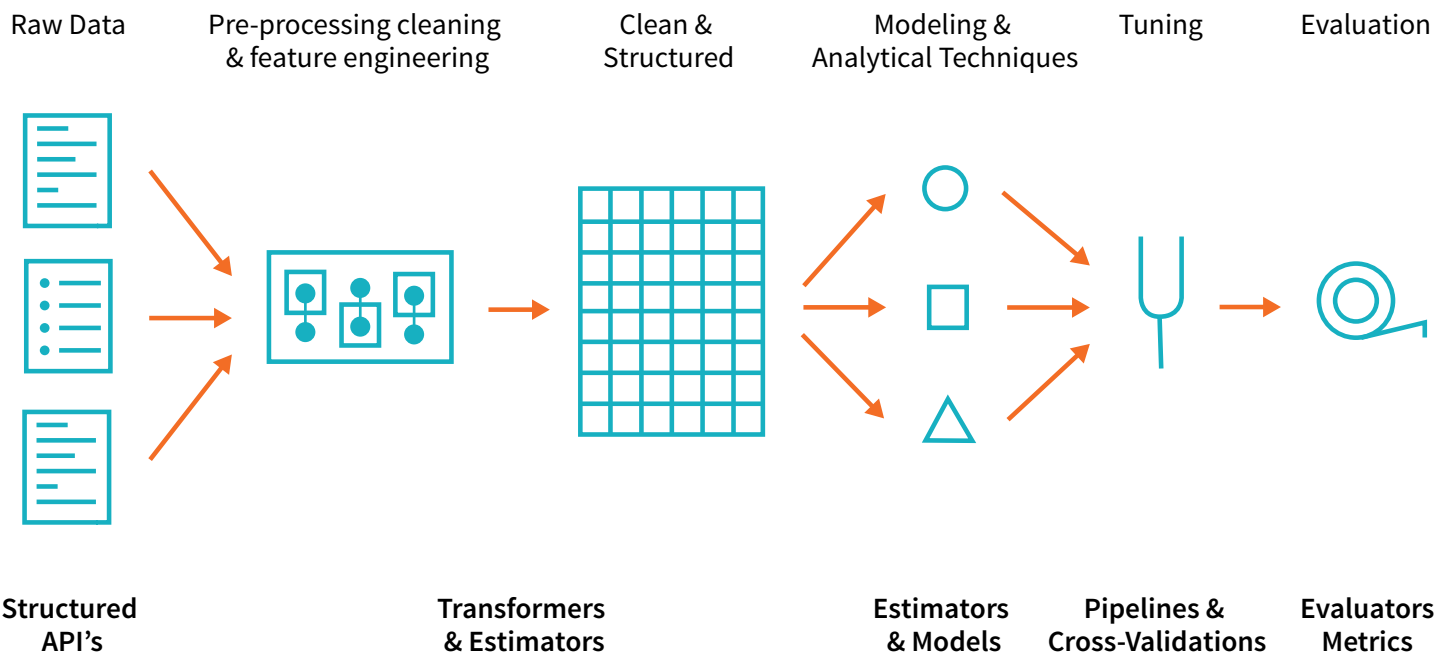 Raw Data
Pre-processing cleaning
& feature engineering
Clean &
Structured
Modeling &
Analytical Techniques
Tuning
Evaluation
Structured
API's
Transformers
& Estimators
Estimators
& Models
Pipelines &
Cross-Validations
Evaluators
Metrics